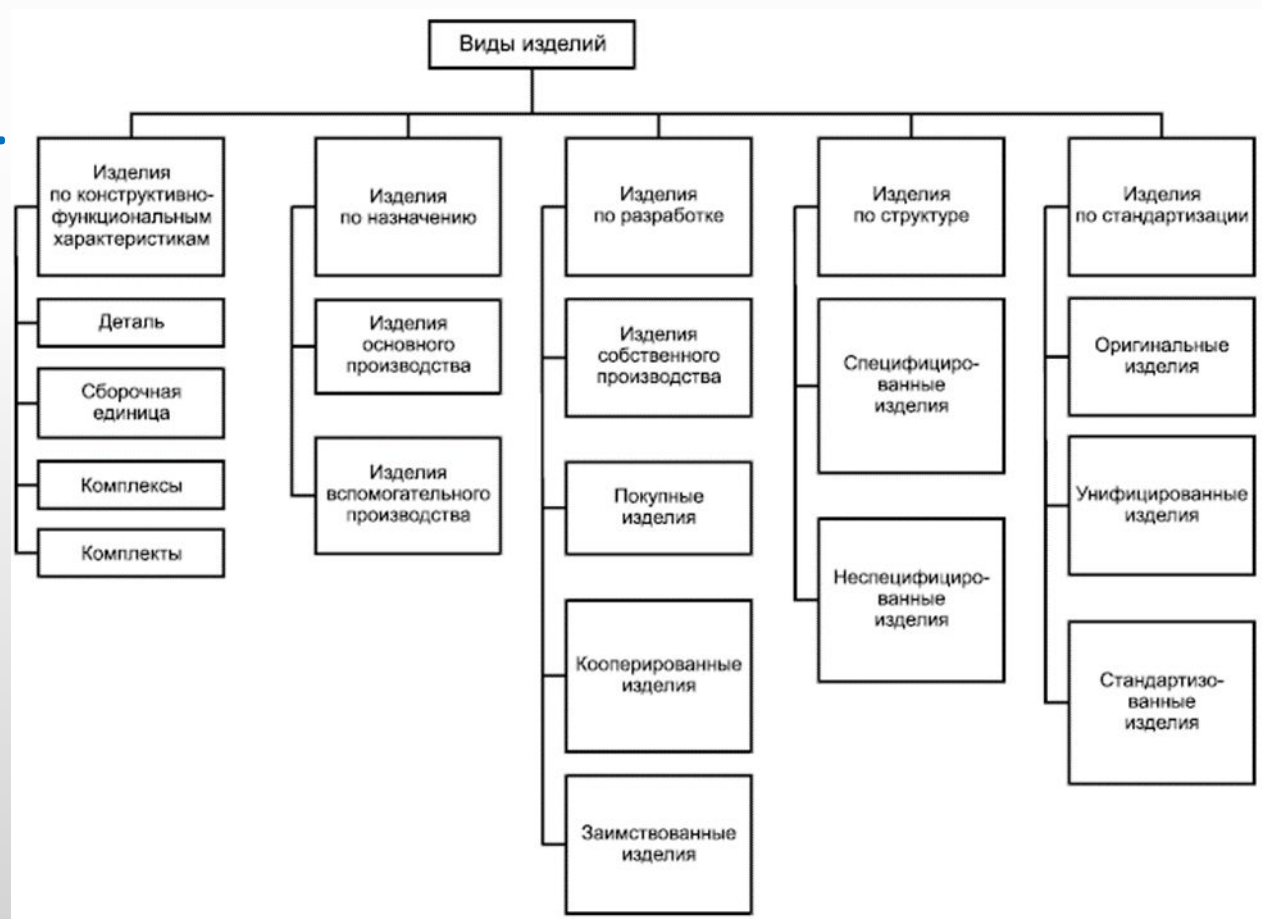 Виды изделий
Изделия
по конструктивно-
функциональным
характеристикам
Деталь
Сборочная
единица
Комплексы
Комплекты
Изделия
по назначению
Изделия
основного
производства
Изделия
вспомогательного
производства
Изделия
по разработке
Изделия
собственного
производства
Покупные
изделия
Кооперированные
изделия
Заимствованные
изделия
Изделия
по структуре
Специфициро-
ванные
изделия
Неспецифициро-
ванные
изделия
Изделия
по стандартизации
Оригинальные
изделия
Унифицированные
изделия
Стандартизо-
ванные
изделия